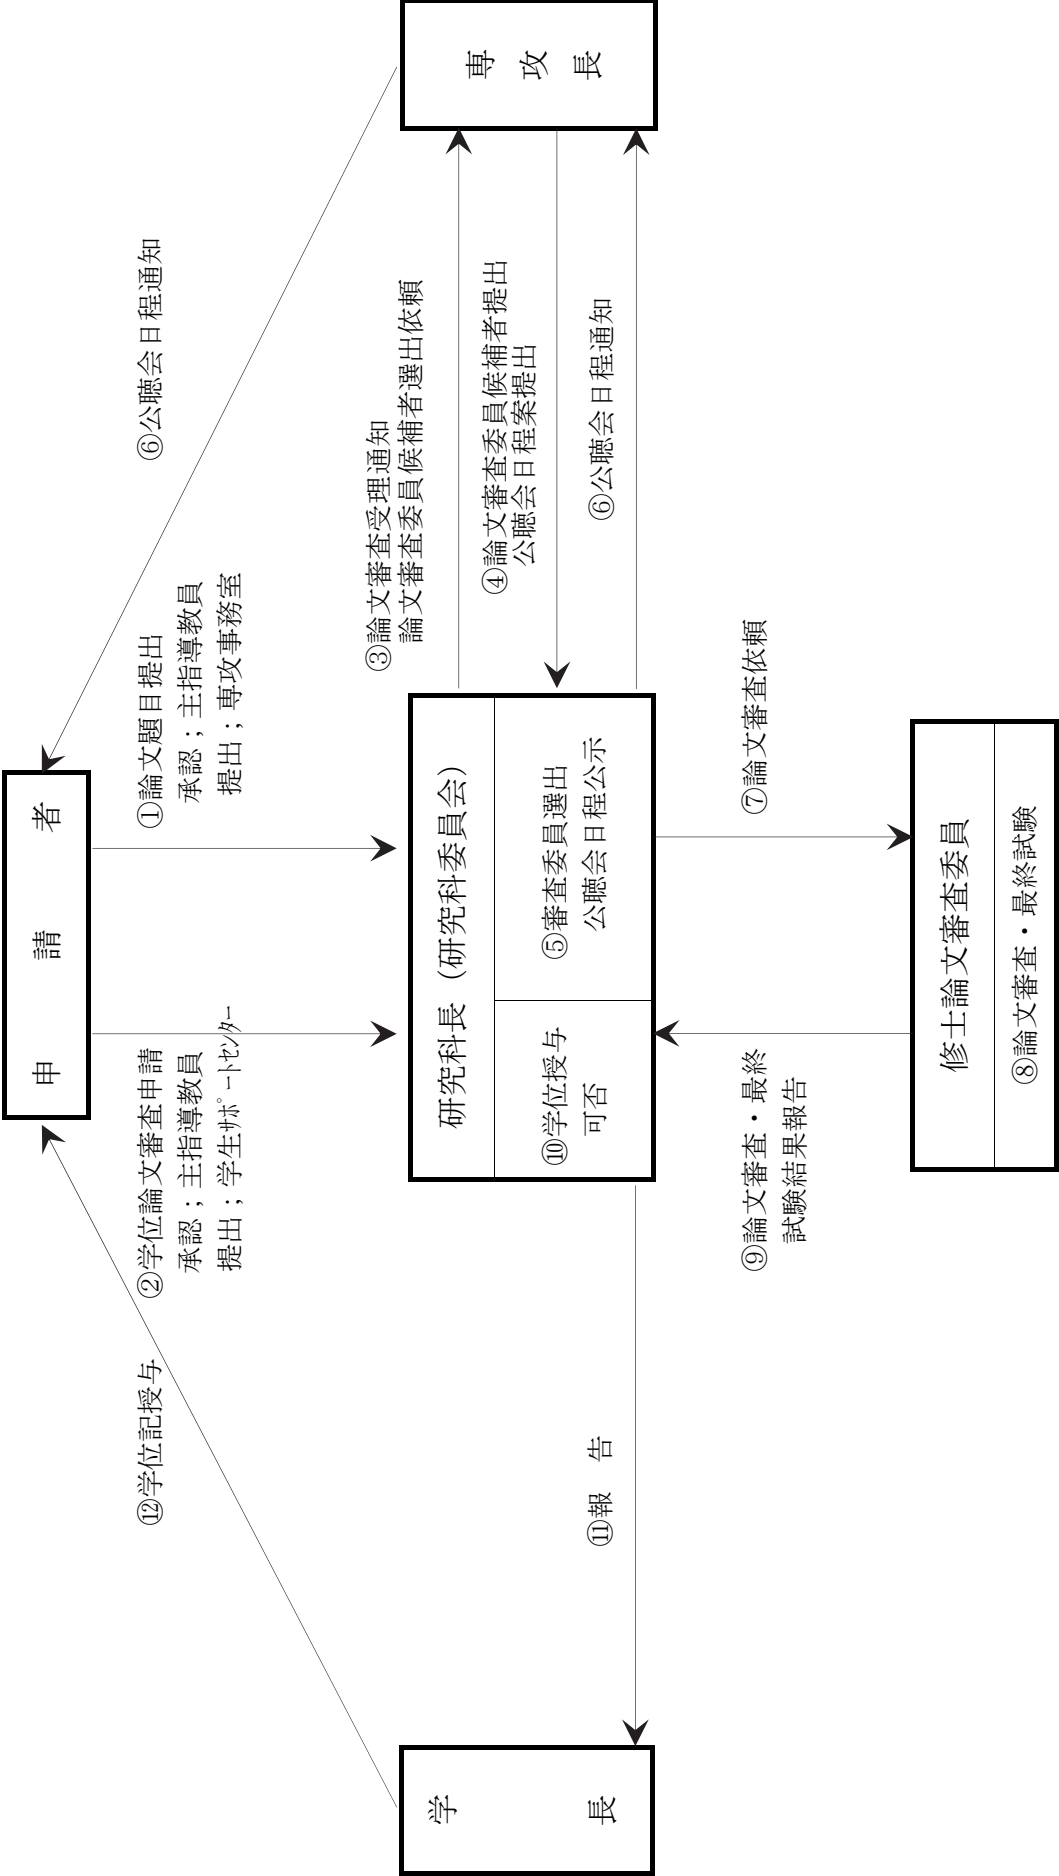 申請者
②学位論文審査申請
承認；主指導教員
提出；学生ｻﾎﾟｰﾄｾﾝﾀｰ
①論文題目提出
承認；主指導教員
提出；専攻事務室
⑫学位記授与
⑥公聴会日程通知
③論文審査受理通知
論文審査委員候補者選出依頼
学長
研究科長（研究科委員会）
専攻長
④論文審査委員候補者提出
公聴会日程案提出
⑩学位授与
可否
⑤審査委員選出
公聴会日程公示
⑪報　告
⑥公聴会日程通知
⑨論文審査・最終
試験結果報告
⑦論文審査依頼
修士論文審査委員
⑧論文審査・最終試験